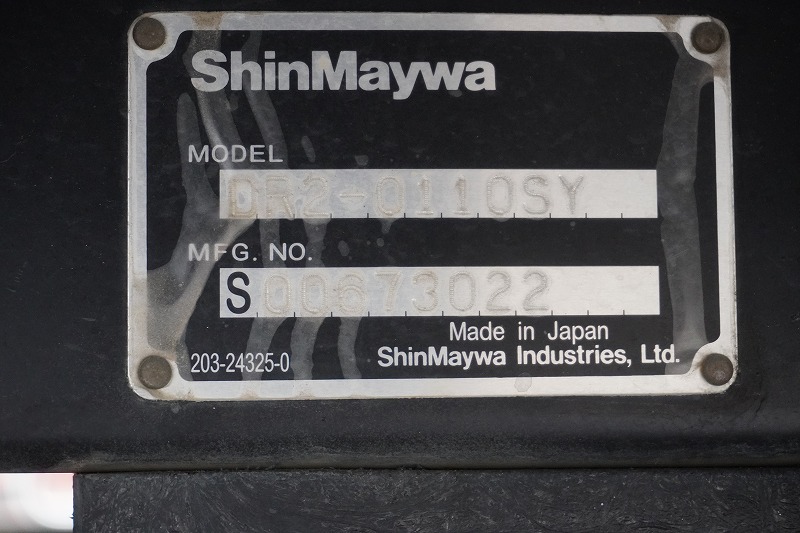 ShinMaywa
MODEL
DR2-0110SY
MFG. NO.
S00673022
Made in Japan
203-24325-0
ShinMaywa Industries, Ltd.